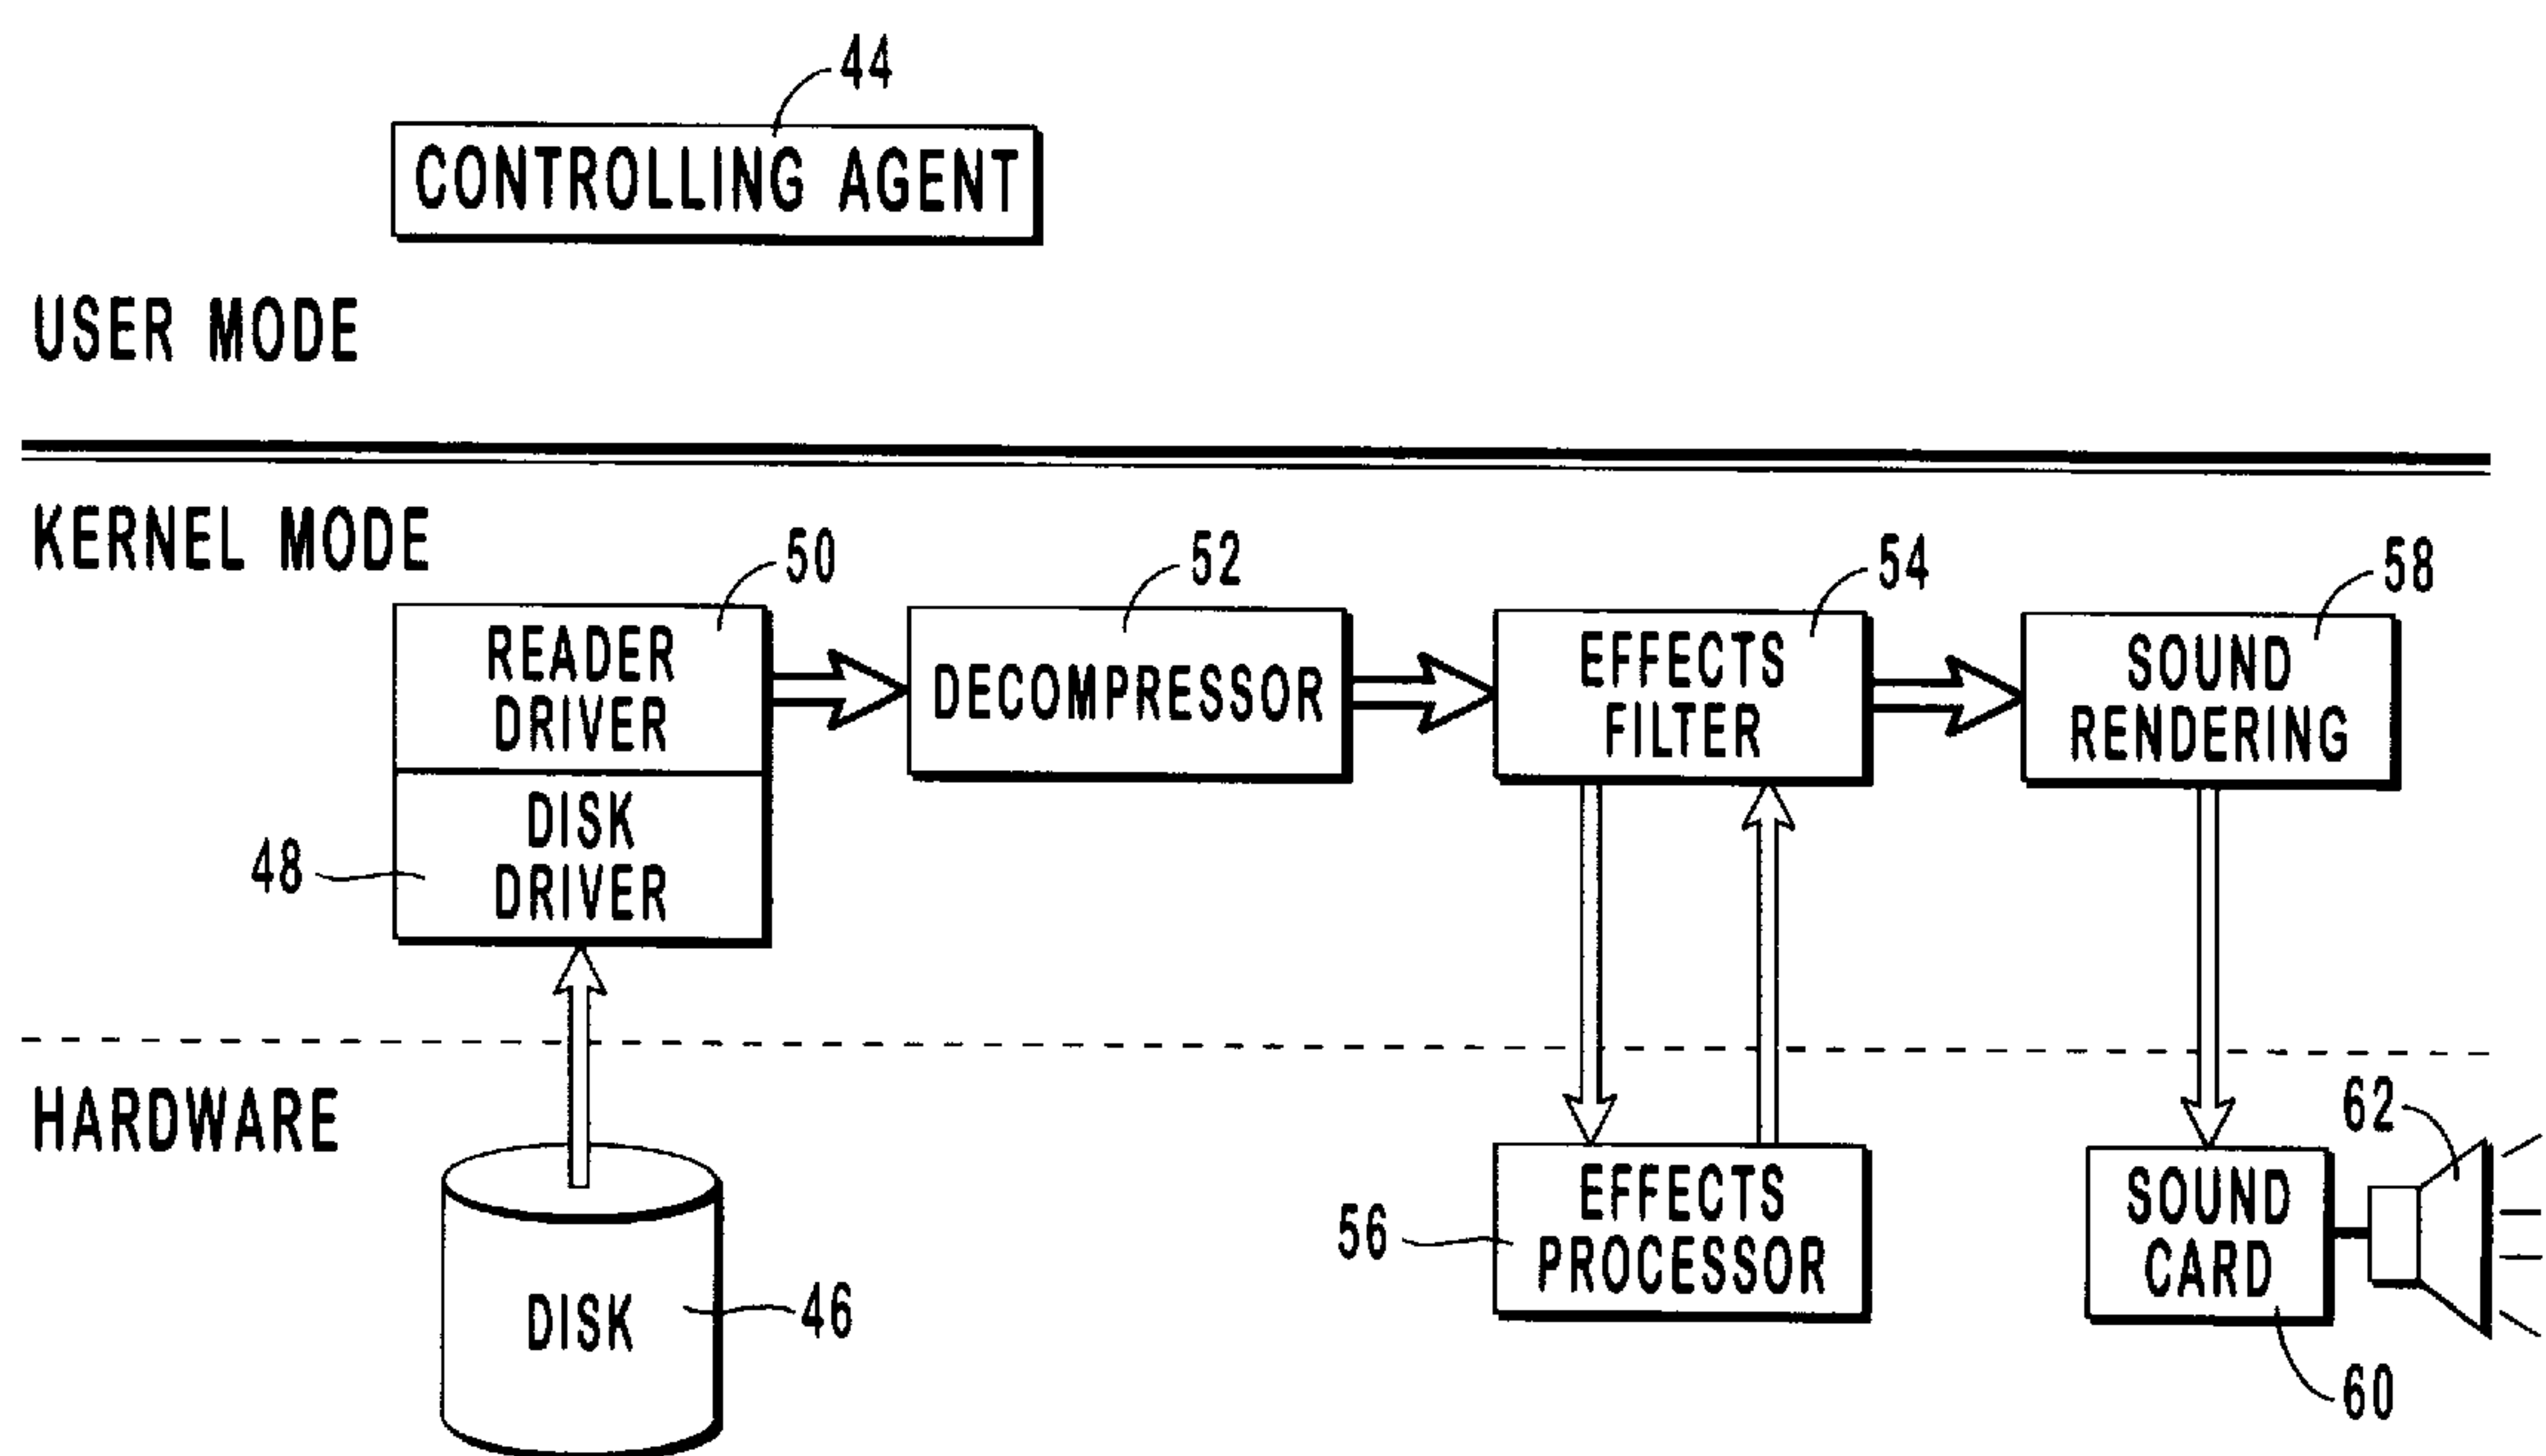 44
CONTROLLING AGENT
USER MODE
KERNEL MODE
50
52
54
58
READER
DRIVER
DECOMPRESSOR
EFFECTS
FILTER
SOUND
RENDERING
48
DISK
DRIVER
HARDWARE
62
56
EFFECTS
PROCESSOR
SOUND
CARD
DISK
46
60